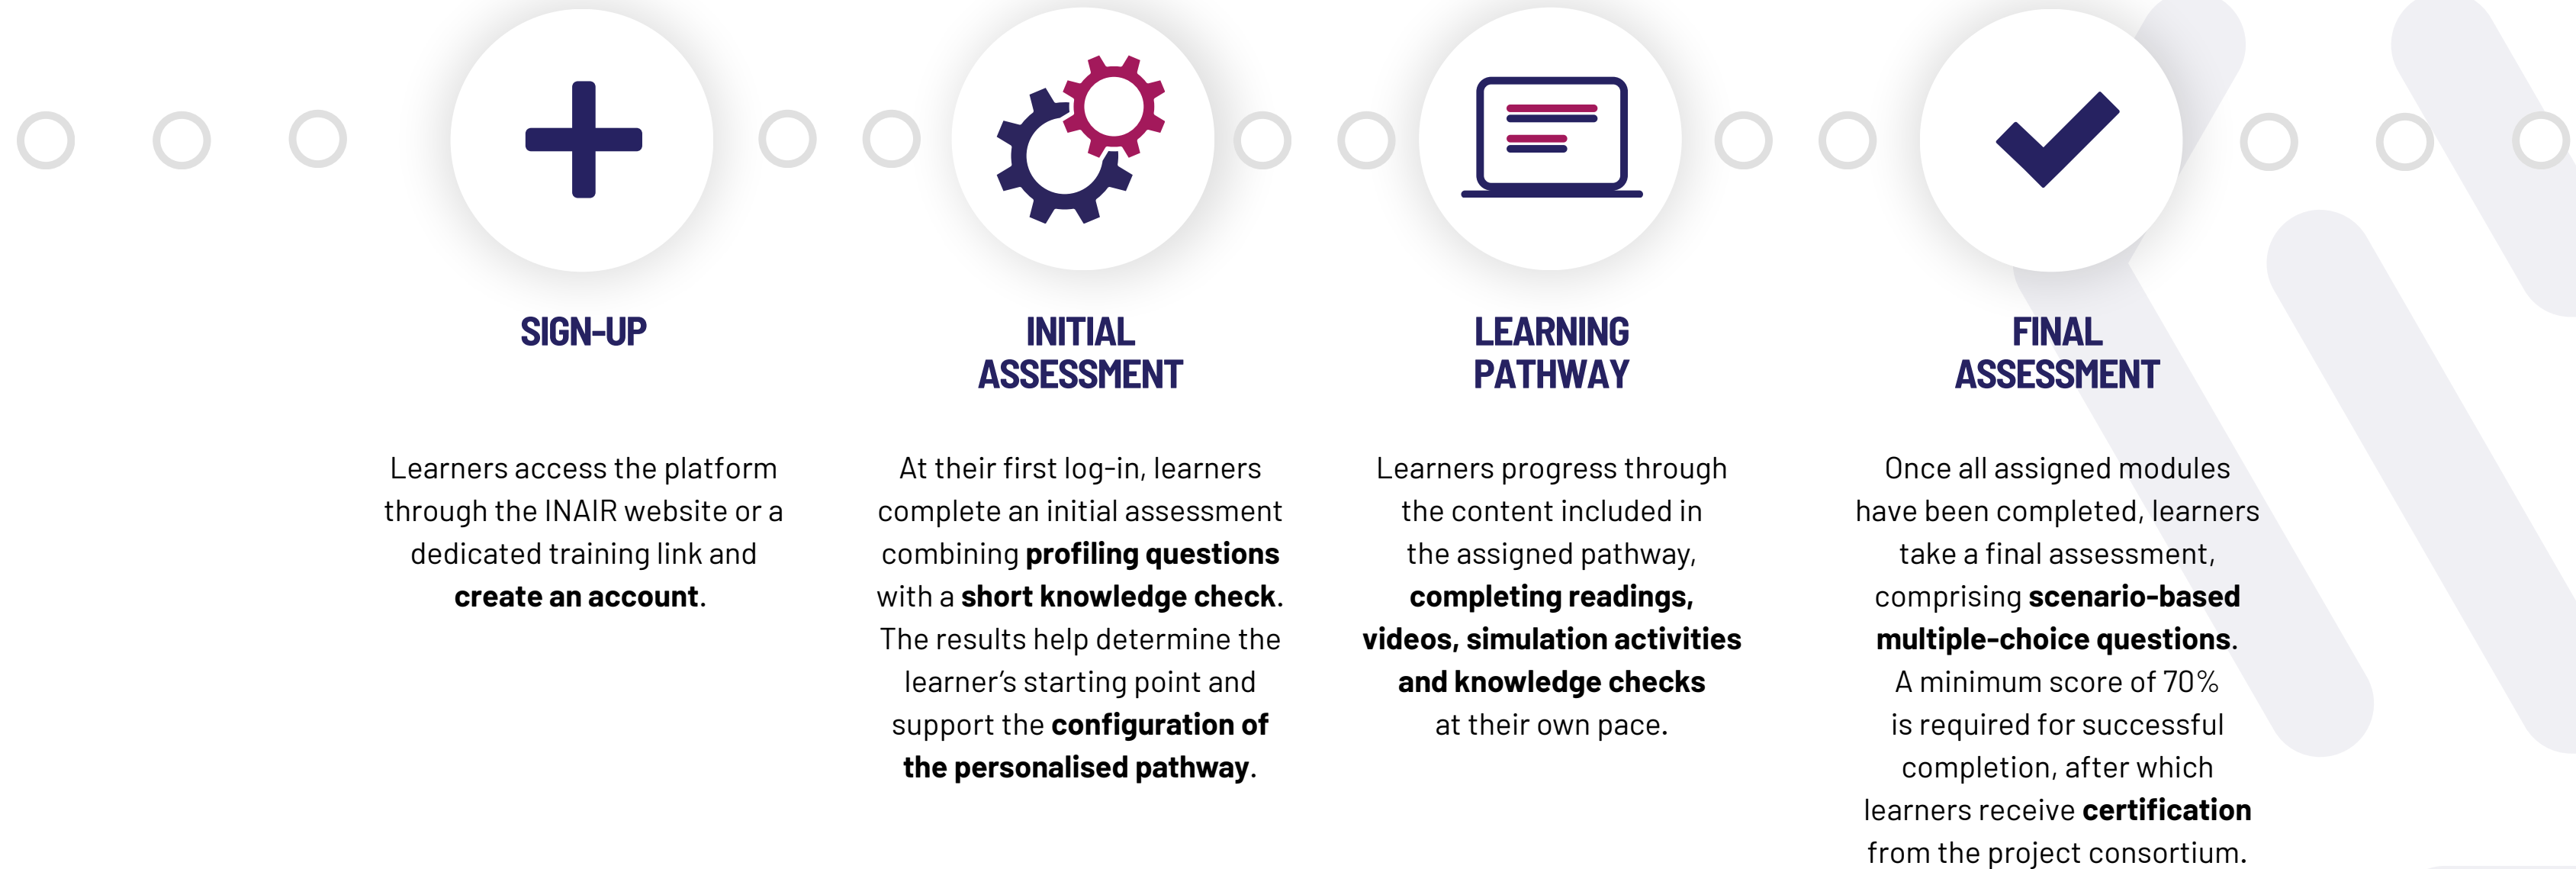 SIGN-UP
Learners access the platform
through the INAIR website or a
dedicated training link and
create an account.
INITIAL
ASSESSMENT
At their first log-in, learners
complete an initial assessment
combining profiling questions
with a short knowledge check.
The results help determine the
learner’s starting point and
support the configuration of
the personalised pathway.
LEARNING
PATHWAY
Learners progress through
the content included in
the assigned pathway,
completing readings,
videos, simulation activities
and knowledge checks
at their own pace.
FINAL
ASSESSMENT
Once all assigned modules
have been completed, learners
take a final assessment,
comprising scenario-based
multiple-choice questions.
A minimum score of 70%
is required for successful
completion, after which
learners receive certification
from the project consortium.